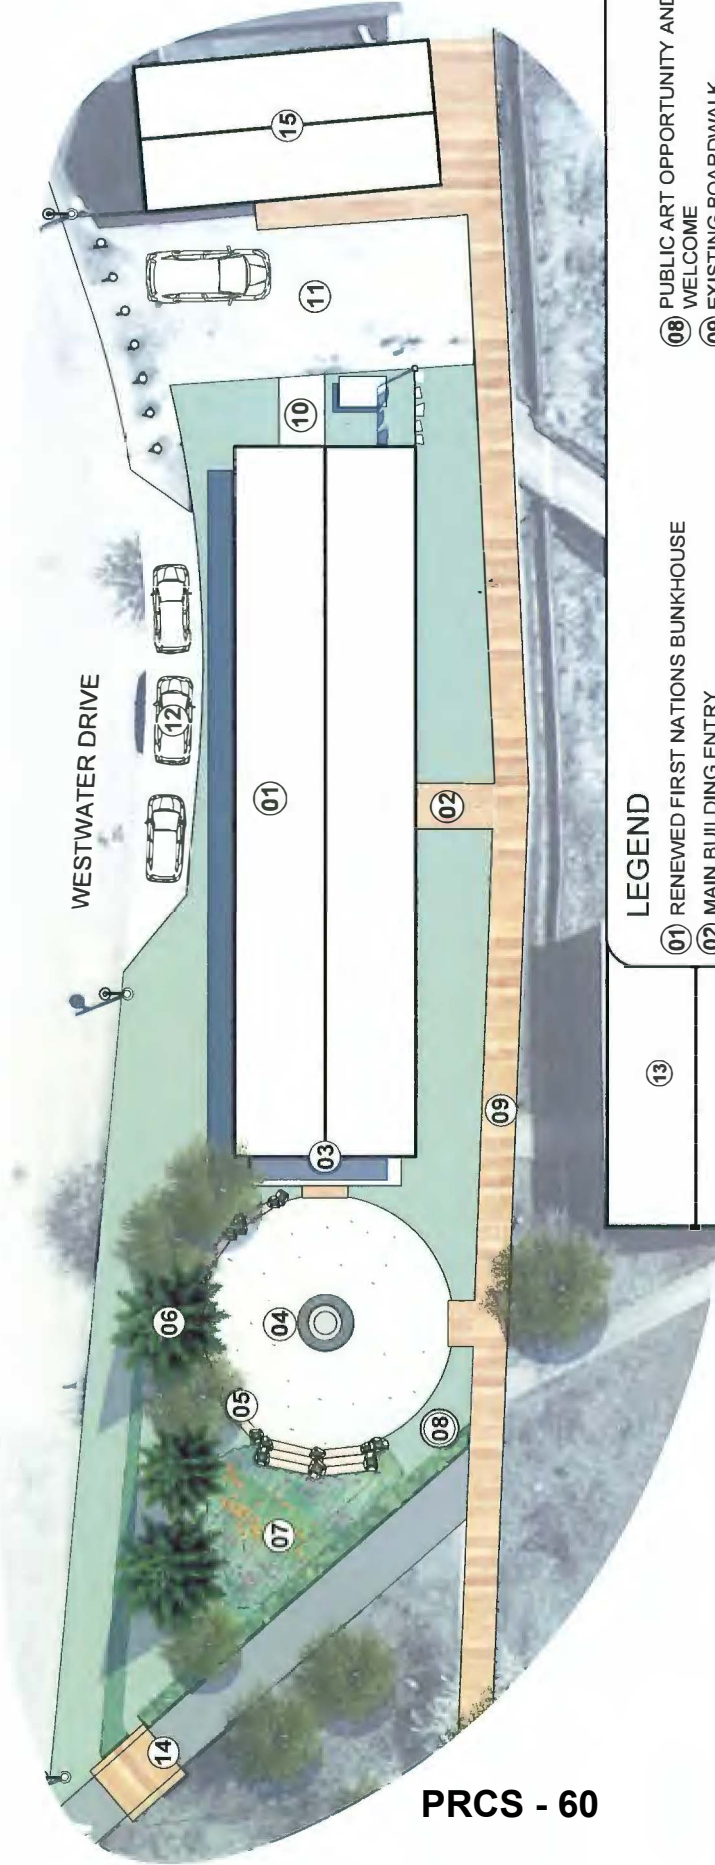 WESTWATER DRIVE
15
11
10
12
01
02
03
09
06
04
05
08
07
14
13
LEGEND
01 RENEWED FIRST NATIONS BUNKHOUSE
02 MAIN BUILDING ENTRY
08 PUBLIC ART OPPORTUNITY AND
WELCOME
09 EXISTING BOARDWALK
PRCS - 60